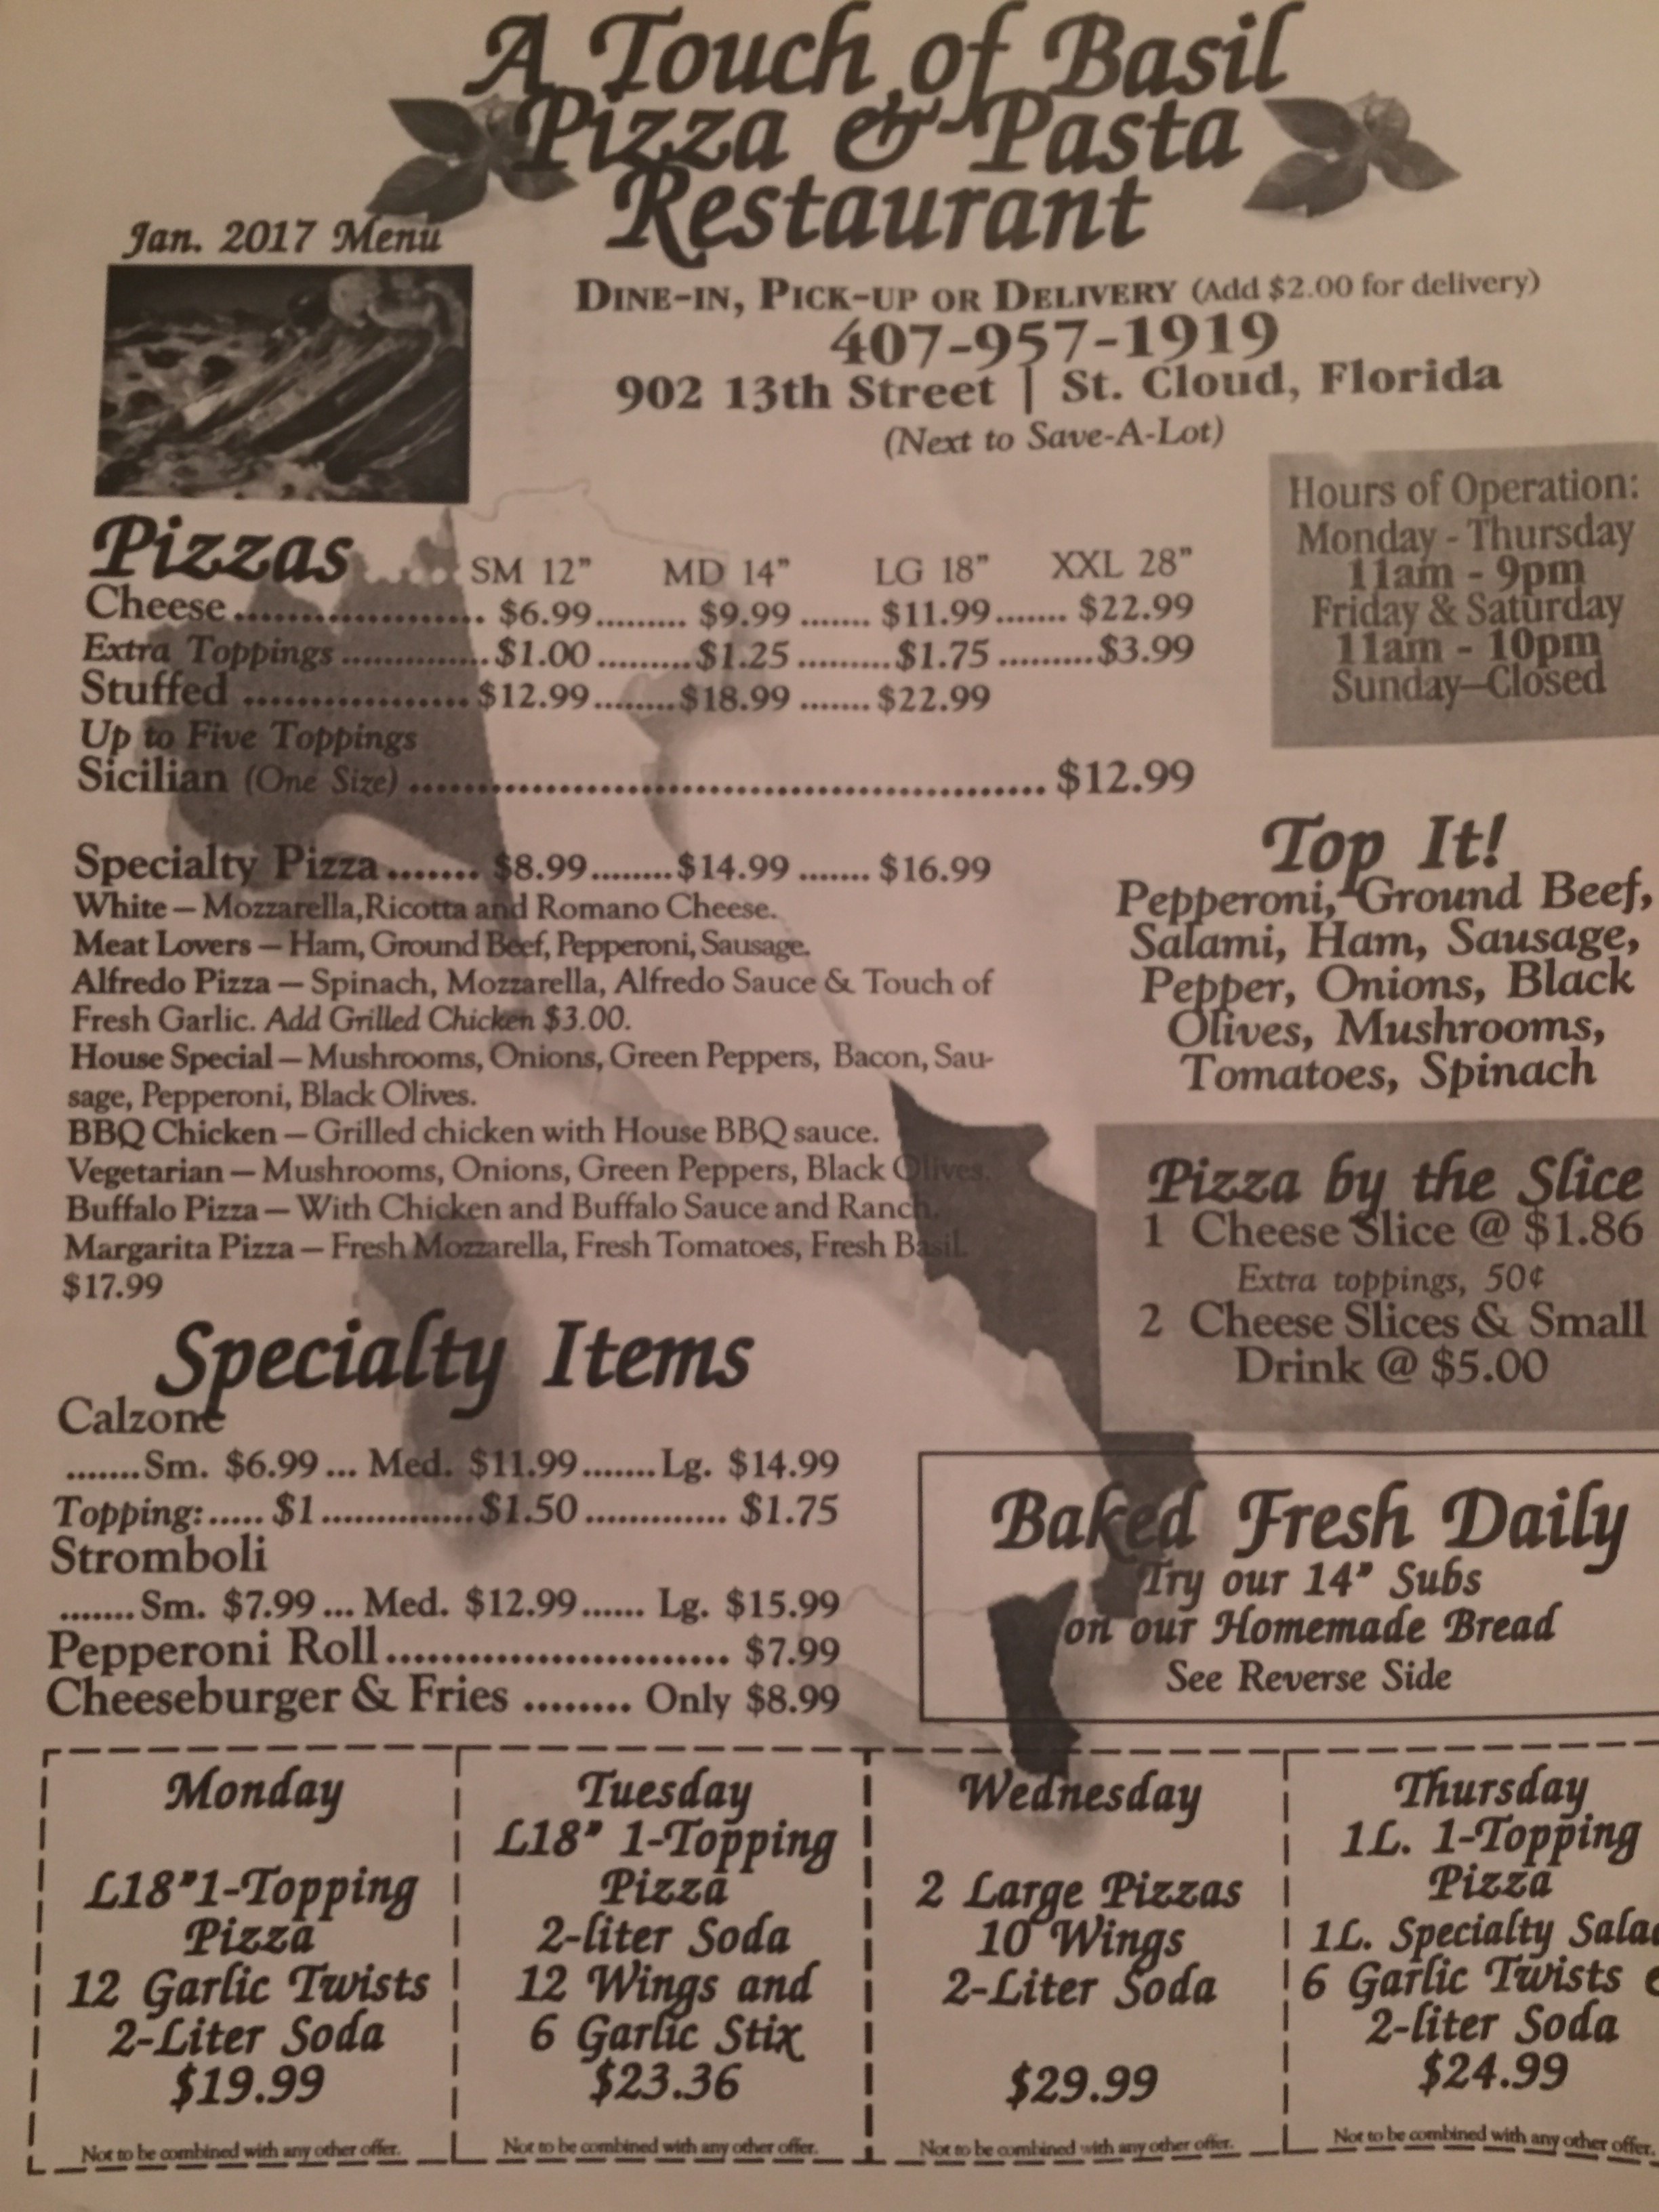 A Touch of Basil
Pizza & Pasta
Restaurant
Jan. 2017 Menu
DINE-IN, PICK-UP OR DELIVERY (Add $2.00 for delivery)
407-957-1919
902 13th Street | St. Cloud, Florida
(Next to Save-A-Lot)
Hours of Operation:
Monday - Thursday
11am - 9pm
Friday & Saturday
11am - 10pm
Sunday—Closed
Pizzas SM 12” MD 14” LG 18” XXL 28”
Cheese.................. $6.99......... $9.99 ....... $11.99....... $22.99
Extra Toppings ..............$1.00 .........$1.25 .........$1.75 .........$3.99
Stuffed .................$12.99........$18.99 .......$22.99
Up to Five Toppings
Sicilian (One Size) ............................................... $12.99
Specialty Pizza....... $8.99........$14.99 .......$16.99
White — Mozzarella,Ricotta and Romano Cheese.
Meat Lovers — Ham, Ground Beef, Pepperoni, Sausage.
Alfredo Pizza — Spinach, Mozzarella, Alfredo Sauce & Touch of
Fresh Garlic. Add Grilled Chicken $3.00.
House Special — Mushrooms, Onions, Green Peppers, Bacon, Sau-
sage, Pepperoni, Black Olives.
BBQ Chicken — Grilled chicken with House BBQ sauce.
Vegetarian — Mushrooms, Onions, Green Peppers, Black Olives.
Buffalo Pizza — With Chicken and Buffalo Sauce and Ranch.
Margarita Pizza — Fresh Mozzarella, Fresh Tomatoes, Fresh Basil.
$17.99
Top It!
Pepperoni, Ground Beef,
Salami, Ham, Sausage,
Pepper, Onions, Black
Olives, Mushrooms,
Tomatoes, Spinach
Pizza by the Slice
1 Cheese Slice @ $1.86
Extra toppings, 50¢
2 Cheese Slices & Small
Drink @ $5.00
Specialty Items
Calzone
.......Sm. $6.99 ... Med. $11.99.......Lg. $14.99
Topping:..... $1..............$1.50 ............. $1.75
Stromboli
.......Sm. $7.99 ... Med. $12.99...... Lg. $15.99
Pepperoni Roll........................... $7.99
Cheeseburger & Fries ........ Only $8.99
Baked Fresh Daily
Try our 14” Subs
on our Homemade Bread
See Reverse Side
Monday
L18”1-Topping
Pizza
12 Garlic Twists
2-Liter Soda
$19.99
Not to be combined with any other offer.
Tuesday
L18” 1-Topping
Pizza
2-liter Soda
12 Wings and
6 Garlic Stix
$23.36
Not to be combined with any other offer.
Wednesday
2 Large Pizzas
10 Wings
2-Liter Soda
$29.99
Not to be combined with any other offer.
Thursday
1L. 1-Topping
Pizza
1L. Specialty
6 Garlic Twists
2-liter Soda
$24.99
Not to be combined with any other offer.